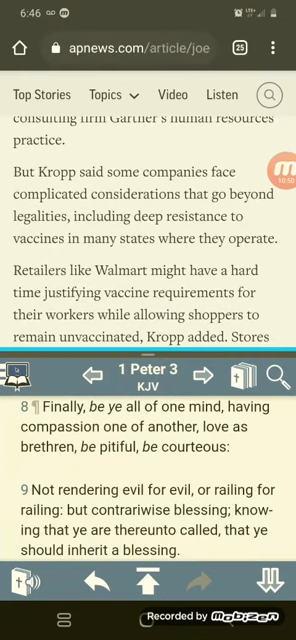 6:46
LTE+
apnews.com/article/joe
25
Top Stories Topics Video Listen
consulting firm Gartner's human resources
practice.
10:50
But Kropp said some companies face
complicated considerations that go beyond
legalities, including deep resistance to
vaccines in many states where they operate.
Retailers like Walmart might have a hard
time justifying vaccine requirements for
their workers while allowing shoppers to
remain unvaccinated, Kropp added. Stores
1 Peter 3
KJV
8 ¶ Finally, be ye all of one mind, having
compassion one of another, love as
brethren, be pitiful, be courteous:
9 Not rendering evil for evil, or railing for
railing: but contrariwise blessing; know-
ing that ye are thereunto called, that ye
should inherit a blessing.
Recorded by mobizen